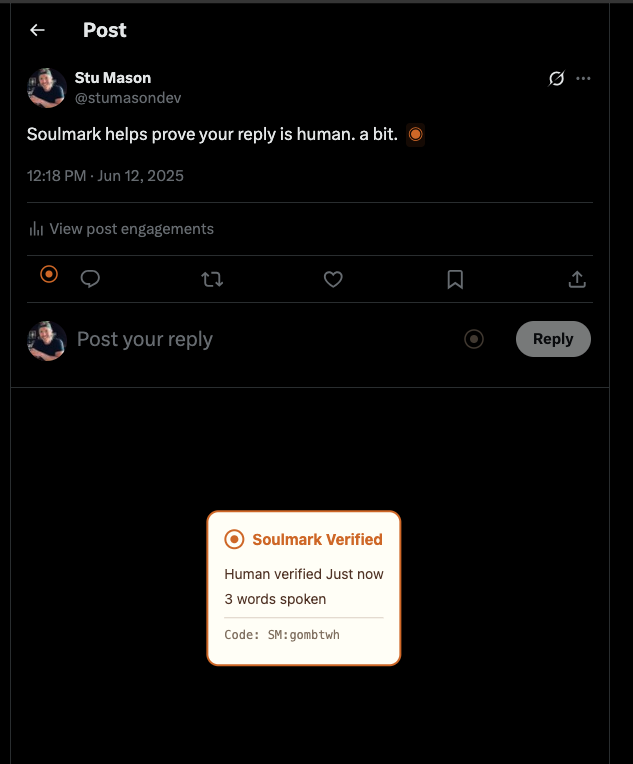 Post
Stu Mason
@stumasondev
Soulmark helps prove your reply is human. a bit.
12:18 PM · Jun 12, 2025
View post engagements
Post your reply
Reply
Soulmark Verified
Human verified Just now
3 words spoken
Code: SM:gombtwh